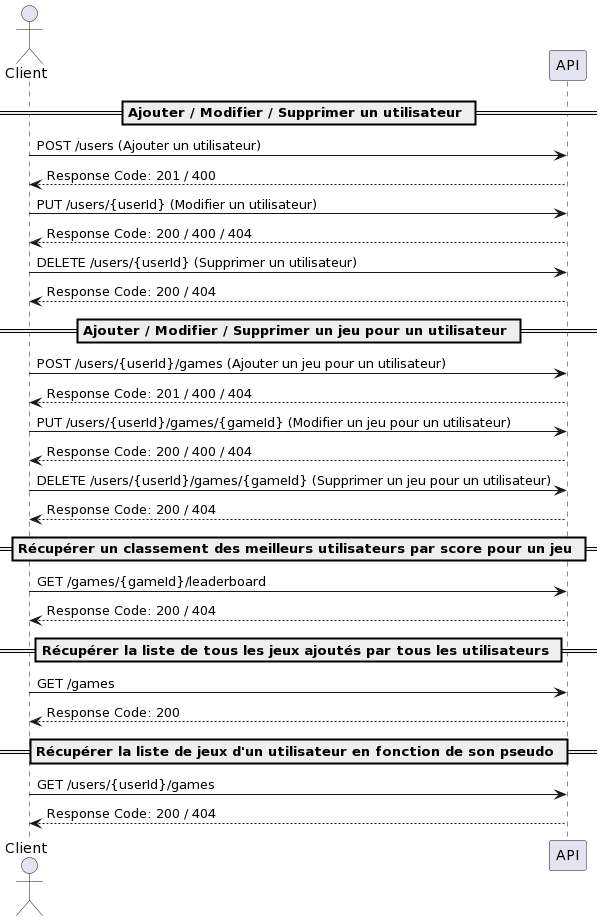 Client
API
Ajouter / Modifier / Supprimer un utilisateur
POST /users (Ajouter un utilisateur)
Response Code: 201 / 400
PUT /users/{userId} (Modifier un utilisateur)
Response Code: 200 / 400 / 404
DELETE /users/{userId} (Supprimer un utilisateur)
Response Code: 200 / 404
Ajouter / Modifier / Supprimer un jeu pour un utilisateur
POST /users/{userId}/games (Ajouter un jeu pour un utilisateur)
Response Code: 201 / 400 / 404
PUT /users/{userId}/games/{gameId} (Modifier un jeu pour un utilisateur)
Response Code: 200 / 400 / 404
DELETE /users/{userId}/games/{gameId} (Supprimer un jeu pour un utilisateur)
Response Code: 200 / 404
Récupérer un classement des meilleurs utilisateurs par score pour un jeu
GET /games/{gameId}/leaderboard
Response Code: 200 / 404
Récupérer la liste de tous les jeux ajoutés par tous les utilisateurs
GET /games
Response Code: 200
Récupérer la liste de jeux d'un utilisateur en fonction de son pseudo
GET /users/{userId}/games
Response Code: 200 / 404
Client
API